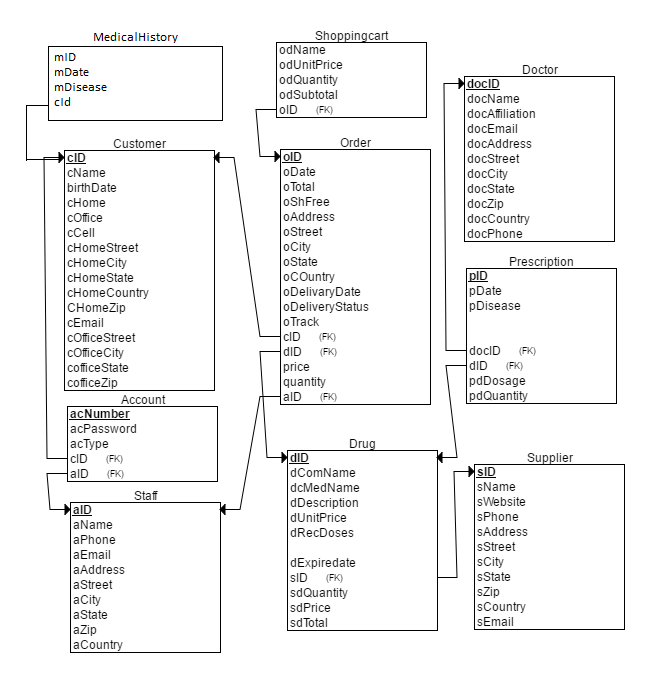 MedicalHistory
mID
mDate
mDisease
cId
Shoppingcart
odName
odUnitPrice
odQuantity
odSubtotal
oID (FK)
Doctor
docID
docName
docAffiliation
docEmail
docAddress
docStreet
docCity
docState
docZip
docCountry
docPhone
Customer
cID
cName
birthDate
cHome
cOffice
cCell
cHomeStreet
cHomeCity
cHomeState
cHomeCountry
CHomeZip
cEmail
cOfficeStreet
cOfficeCity
cofficeState
cofficeZip
Order
oID
oDate
oTotal
oShFree
oAddress
oStreet
oCity
oState
oCOuntry
oDelivaryDate
oDeliveryStatus
oTrack
cID (FK)
dID (FK)
price
quantity
aID (FK)
Prescription
pID
pDate
pDisease
docID (FK)
dID (FK)
pdDosage
pdQuantity
Account
acNumber
acPassword
acType
cID (FK)
aID (FK)
Staff
aID
aName
aPhone
aEmail
aAddress
aStreet
aCity
aState
aZip
aCountry
Drug
dID
dComName
dcMedName
dDescription
dUnitPrice
dRecDoses
dExpiredate
sID (FK)
sdQuantity
sdPrice
sdTotal
Supplier
sID
sName
sWebsite
sPhone
sAddress
sStreet
sCity
sState
sZip
sCountry
sEmail